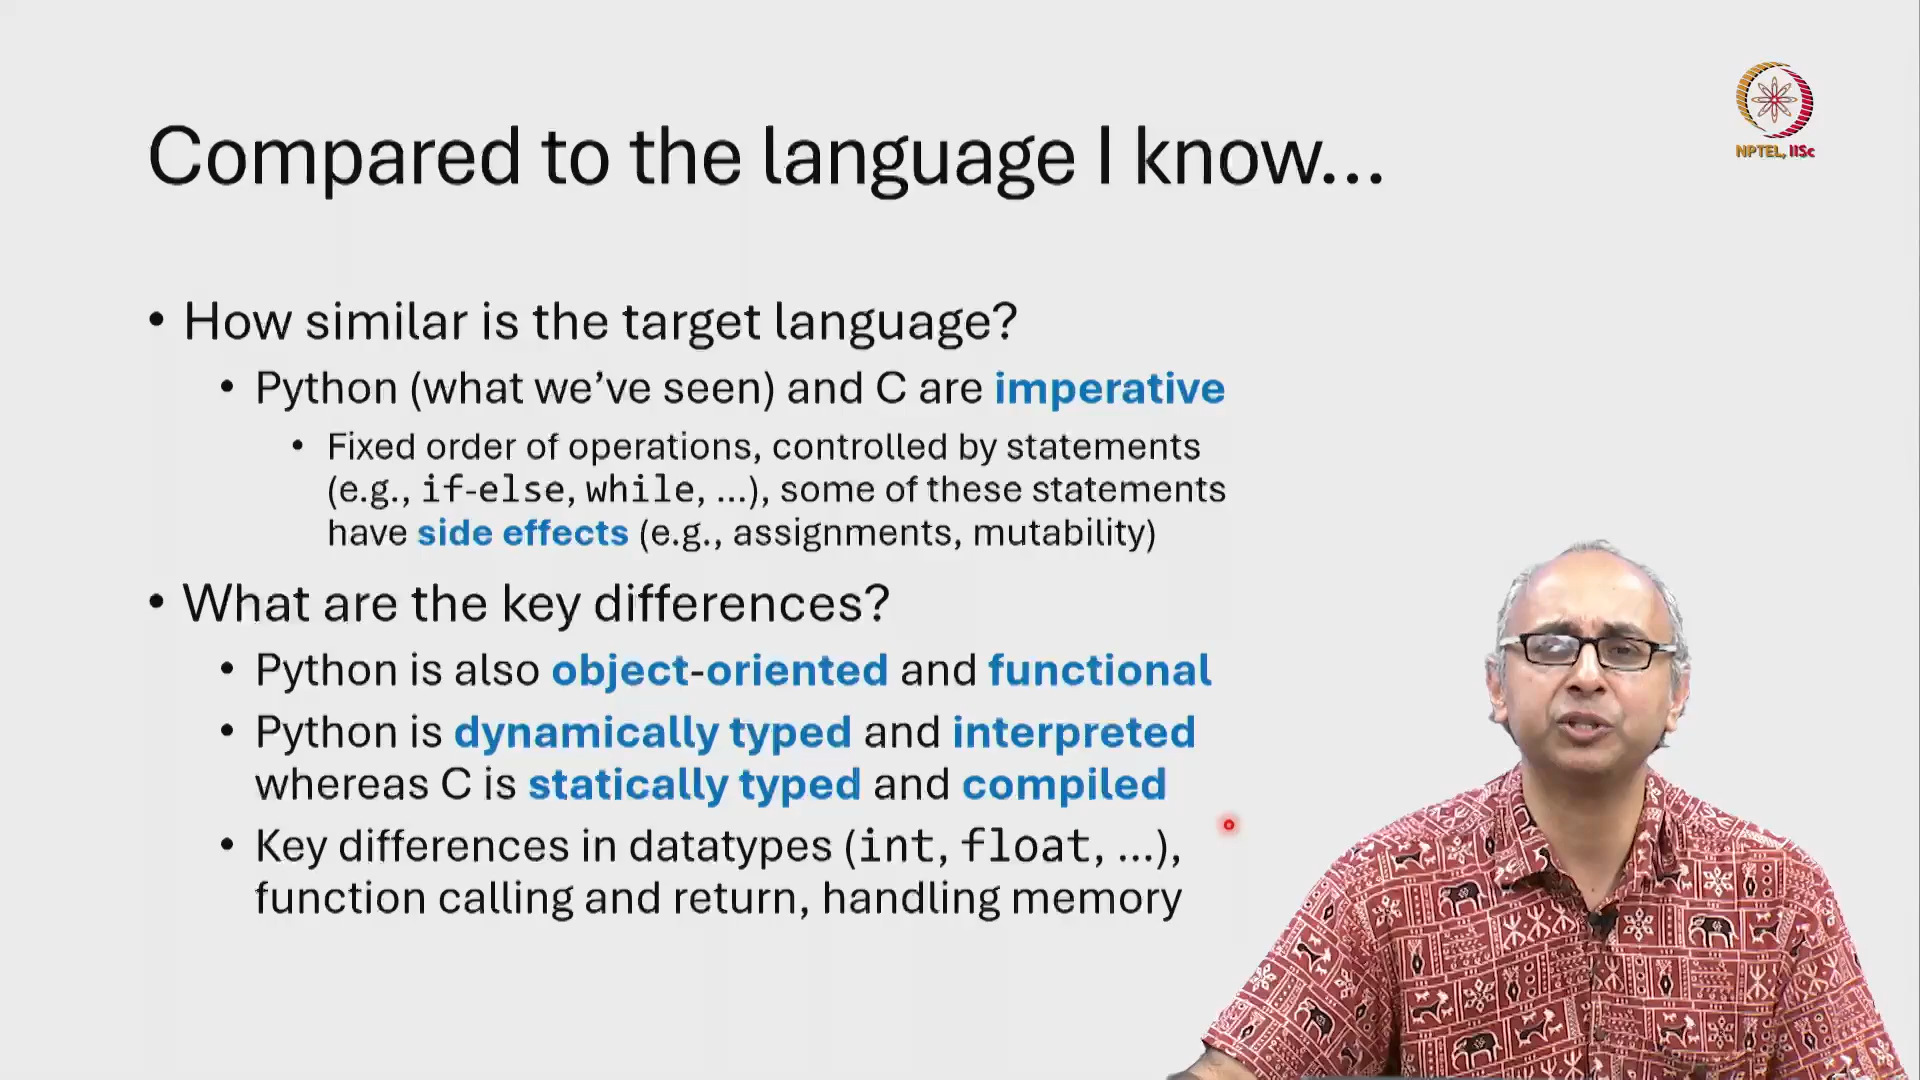 NPTEL, IISc
Compared to the language I know...
• How similar is the target language?
• Python (what we’ve seen) and C are imperative
• Fixed order of operations, controlled by statements
(e.g., if-else, while, ...), some of these statements
have side effects (e.g., assignments, mutability)
• What are the key differences?
• Python is also object-oriented and functional
• Python is dynamically typed and interpreted
whereas C is statically typed and compiled
• Key differences in datatypes (int, float, ...),
function calling and return, handling memory